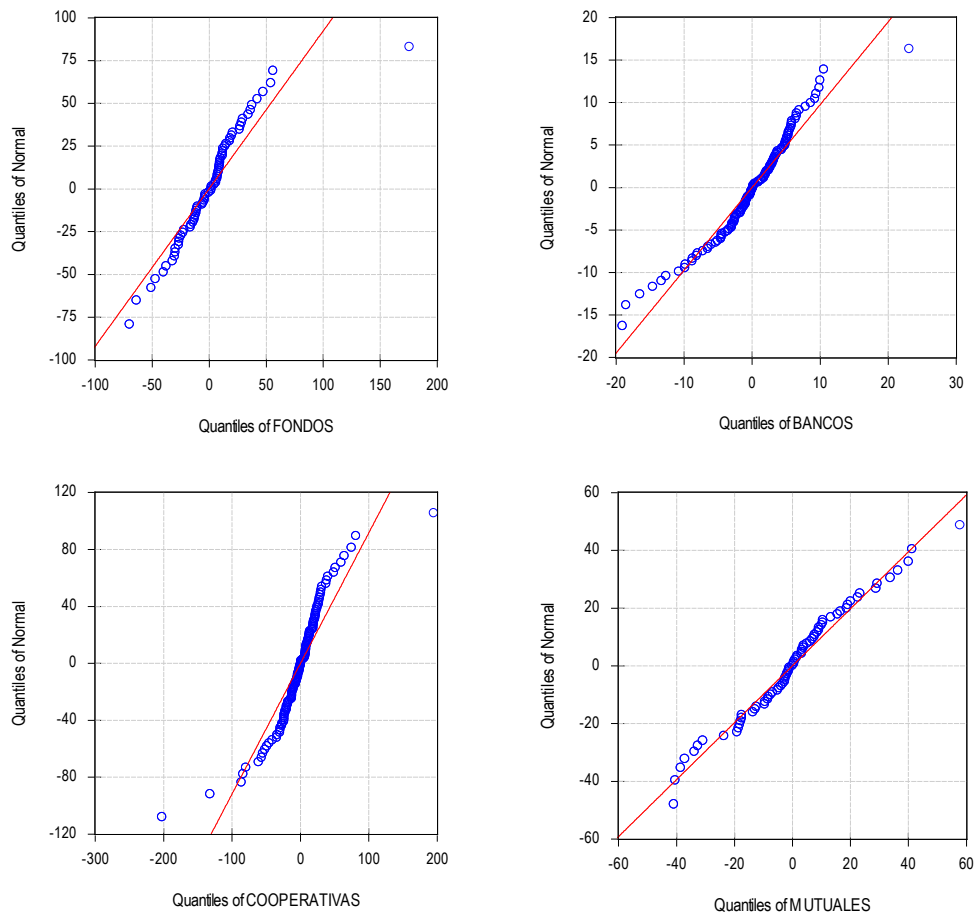 100
75
50
25
0
-25
-50
-75
-100
Quantiles of Normal
-100 -50 0 50 100 150 200
Quantiles of FONDOS
20
15
10
5
0
-5
-10
-15
-20
Quantiles of Normal
-20 -10 0 10 20 30
Quantiles of BANCOS
120
80
40
0
-40
-80
-120
Quantiles of Normal
-300 -200 -100 0 100 200
Quantiles of COOPERATIVAS
60
40
20
0
-20
-40
-60
Quantiles of Normal
-60 -40 -20 0 20 40 60
Quantiles of MUTUALES